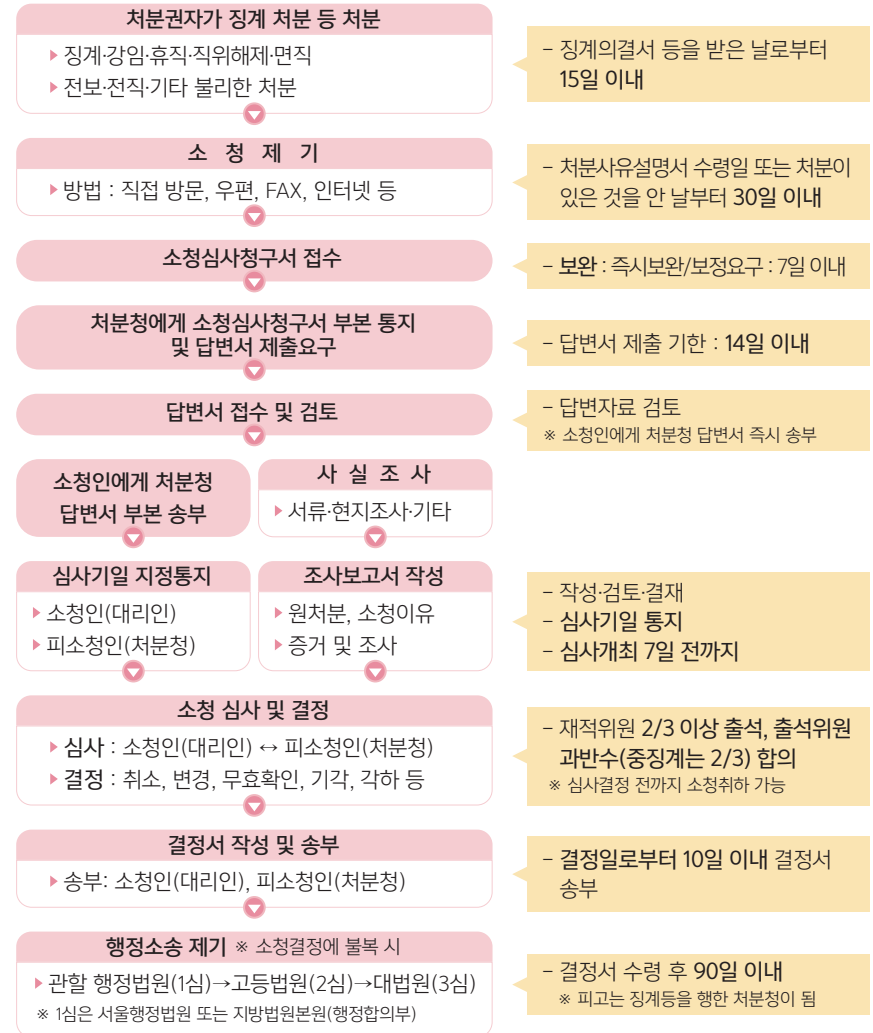 처분권자가 징계 처분 등 처분
▸ 징계·강임·휴직·직위해제·면직
▸ 전보·전직·기타 불리한 처분
– 징계의결서 등을 받은 날로부터
15일 이내
소 청 제 기
▸ 방법 : 직접 방문, 우편, FAX, 인터넷 등
– 처분사유설명서 수령일 또는 처분이
있은 것을 안 날부터 30일 이내
소청심사청구서 접수
– 보완 : 즉시보완/보정요구 : 7일 이내
처분청에게 소청심사청구서 부본 통지
및 답변서 제출요구
– 답변서 제출 기한 : 14일 이내
답변서 접수 및 검토
– 답변자료 검토
※ 소청인에게 처분청 답변서 즉시 송부
소청인에게 처분청
답변서 부본 송부
사 실 조 사
▸ 서류·현지조사·기타
심사기일 지정통지
▸ 소청인(대리인)
▸ 피소청인(처분청)
조사보고서 작성
▸ 원처분, 소청이유
▸ 증거 및 조사
– 작성·검토·결재
– 심사기일 통지
– 심사개최 7일 전까지
소청 심사 및 결정
▸ 심사 : 소청인(대리인) ↔ 피소청인(처분청)
▸ 결정 : 취소, 변경, 무효확인, 기각, 각하 등
– 재적위원 2/3 이상 출석, 출석위원
과반수(중징계는 2/3) 합의
※ 심사결정 전까지 소청취하 가능
결정서 작성 및 송부
▸ 송부: 소청인(대리인), 피소청인(처분청)
– 결정일로부터 10일 이내 결정서
송부
행정소송 제기 ※ 소청결정에 불복 시
▸ 관할 행정법원(1심)→고등법원(2심)→대법원(3심)
※ 1심은 서울행정법원 또는 지방법원본원(행정합의부)
– 결정서 수령 후 90일 이내
※ 피고는 징계등을 행한 처분청이 됨